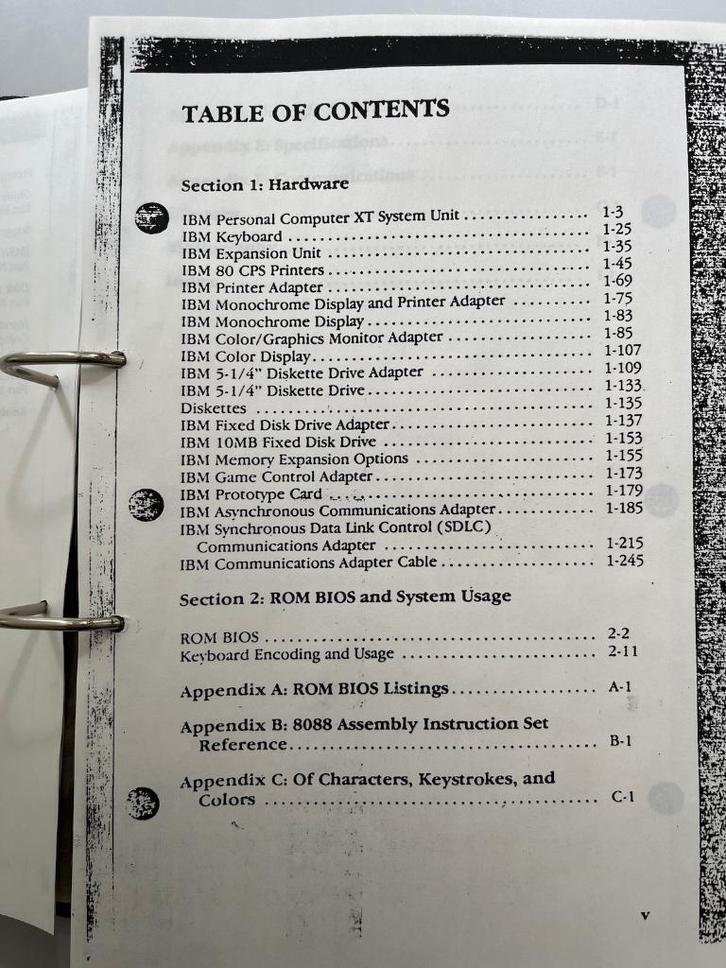 TABLE OF CONTENTS
Section 1: Hardware
IBM Personal Computer XT System Unit ................ 1-3
IBM Keyboard ........................................ 1-25
IBM Expansion Unit .................................. 1-35
IBM 80 CPS Printers ................................. 1-45
IBM Printer Adapter ................................. 1-69
IBM Monochrome Display and Printer Adapter .......... 1-75
IBM Monochrome Display .............................. 1-83
IBM Color/Graphics Monitor Adapter .................. 1-85
IBM Color Display ................................... 1-107
IBM 5-1/4" Diskette Drive Adapter ................... 1-109
IBM 5-1/4" Diskette Drive ........................... 1-133
Diskettes ........................................... 1-135
IBM Fixed Disk Drive Adapter ........................ 1-137
IBM 10MB Fixed Disk Drive ........................... 1-153
IBM Memory Expansion Options ........................ 1-155
IBM Game Control Adapter ............................ 1-173
IBM Prototype Card .................................. 1-179
IBM Asynchronous Communications Adapter ............. 1-185
IBM Synchronous Data Link Control (SDLC)
Communications Adapter .............................. 1-215
IBM Communications Adapter Cable .................... 1-245
Section 2: ROM BIOS and System Usage
ROM BIOS ............................................ 2-2
Keyboard Encoding and Usage ......................... 2-11
Appendix A: ROM BIOS Listings ....................... A-1
Appendix B: 8088 Assembly Instruction Set
Reference ........................................... B-1
Appendix C: Of Characters, Keystrokes, and
Colors .............................................. C-1
v